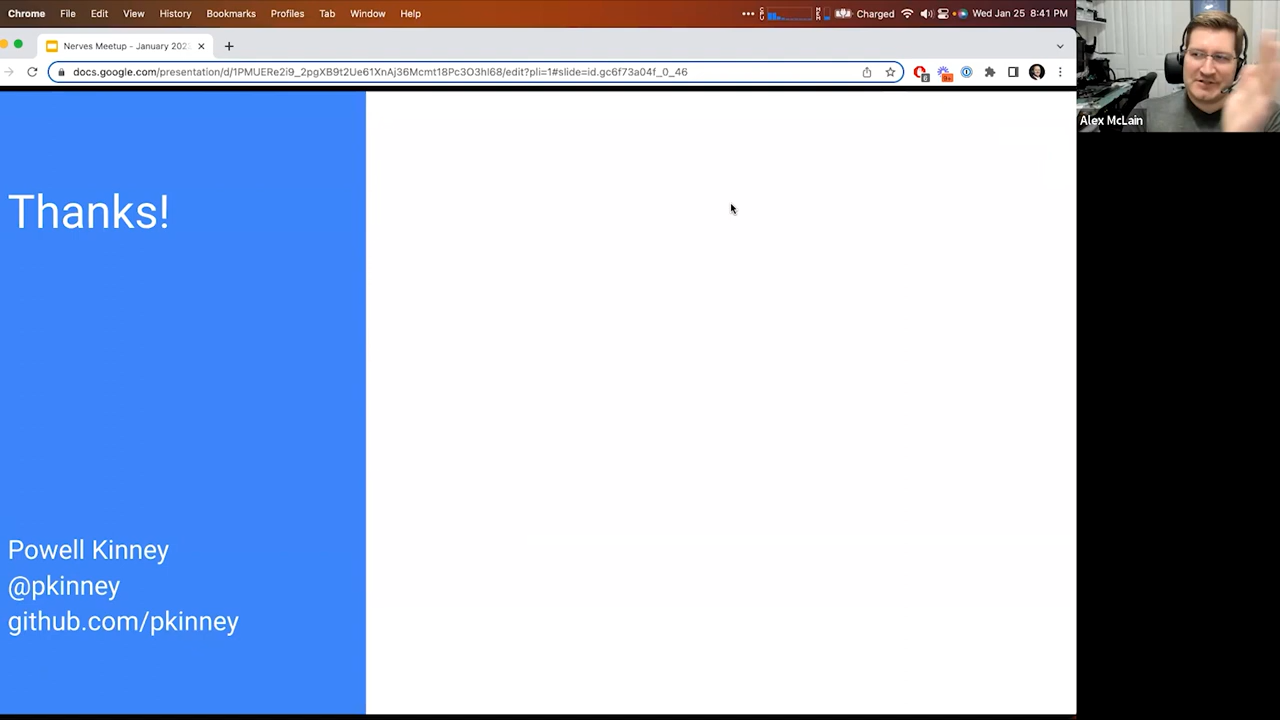 Chrome File Edit View History Bookmarks Profiles Tab Window Help
Charged Wed Jan 25 8:41 PM
Nerves Meetup - January 202
docs.google.com/presentation/d/1PMUERe2i9_2pgXB9t2Ue61XnAj36Mcmt18Pc3O3hI68/edit?pli=1#slide=id.gc6f73a04f_0_46
Alex McLain
Thanks!
Powell Kinney
@pkinney
github.com/pkinney